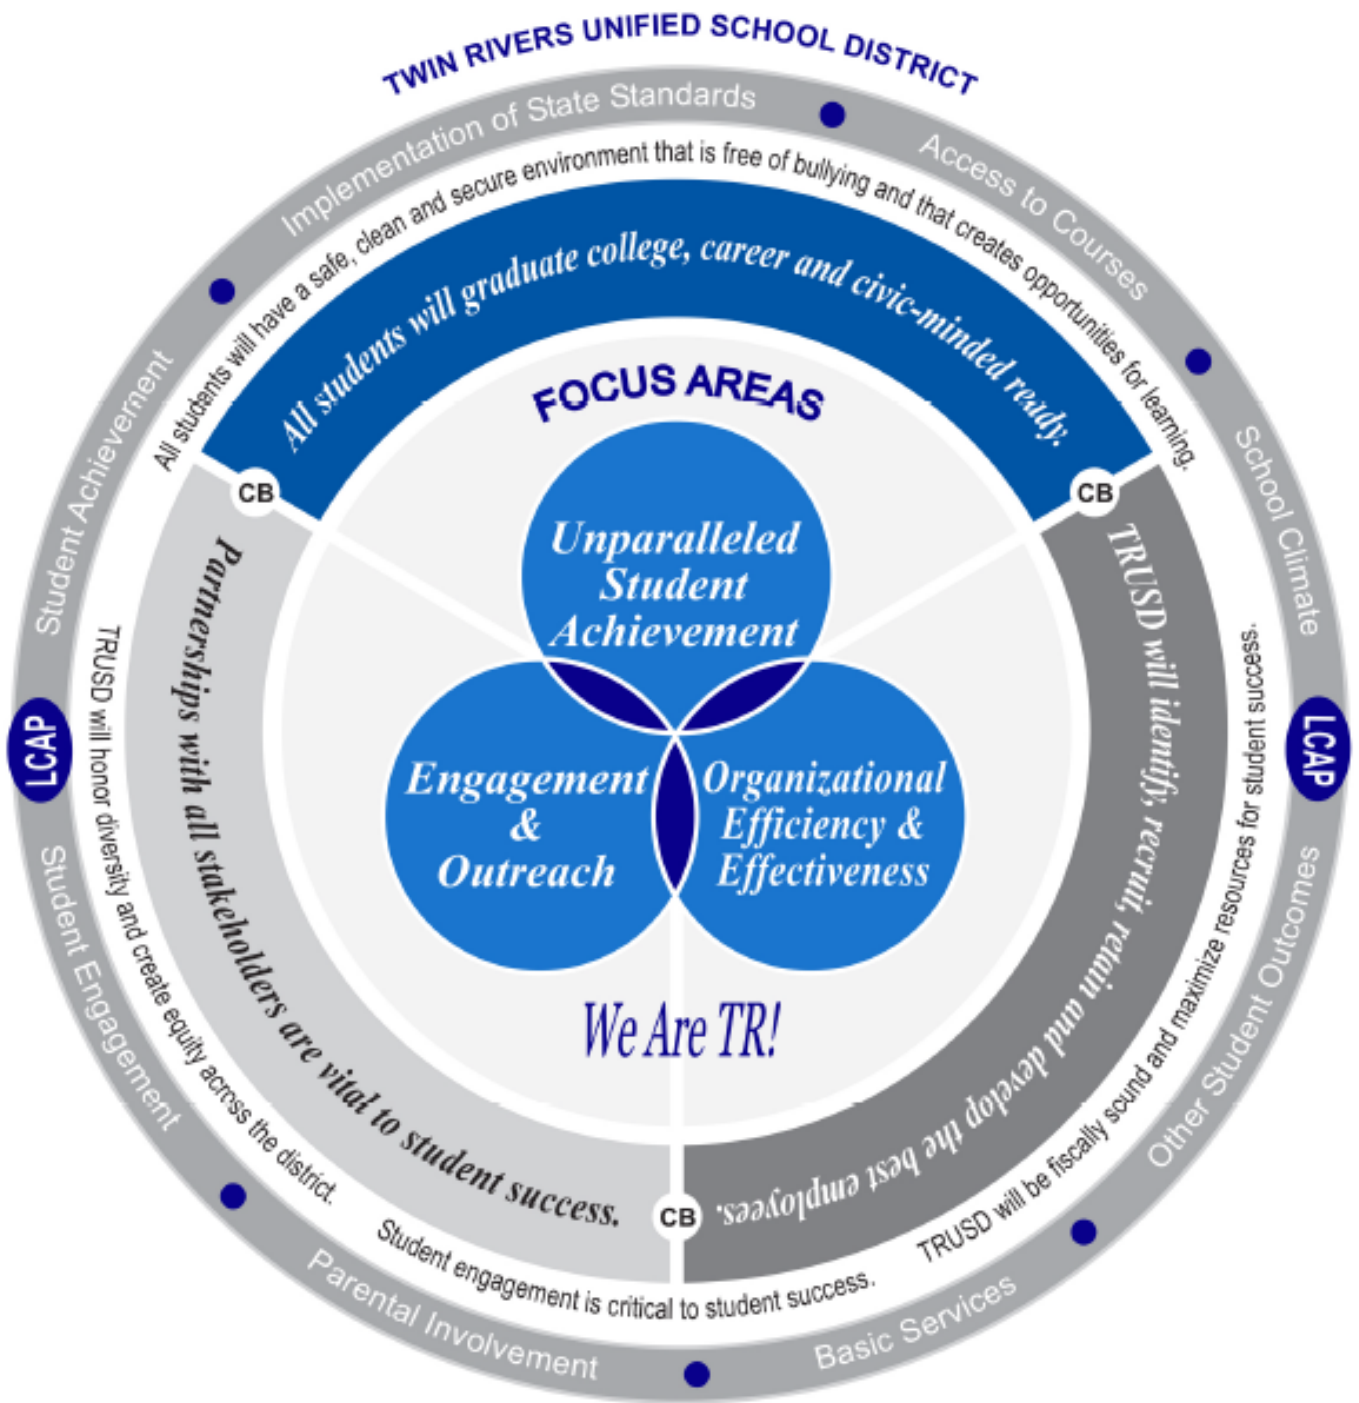 TWIN RIVERS UNIFIED SCHOOL DISTRICT
Implementation of State Standards
Access to Courses
School Climate
LCAP
Other Student Outcomes
Basic Services
Parental Involvement
Student Engagement
LCAP
Student Achievement
All students will have a safe, clean and secure environment that is free of bullying and that creates opportunities for learning.
TRUSD will be fiscally sound and maximize resources for student success.
Student engagement is critical to student success.
TRUSD will honor diversity and create equity across the district.
All students will graduate college, career and civic-minded ready.
CB
TRUSD will identify, recruit, retain and develop the best employees.
CB
Partnerships with all stakeholders are vital to student success.
CB
FOCUS AREAS
Unparalleled
Student
Achievement
Engagement
&
Outreach
Organizational
Efficiency &
Effectiveness
We Are TR!